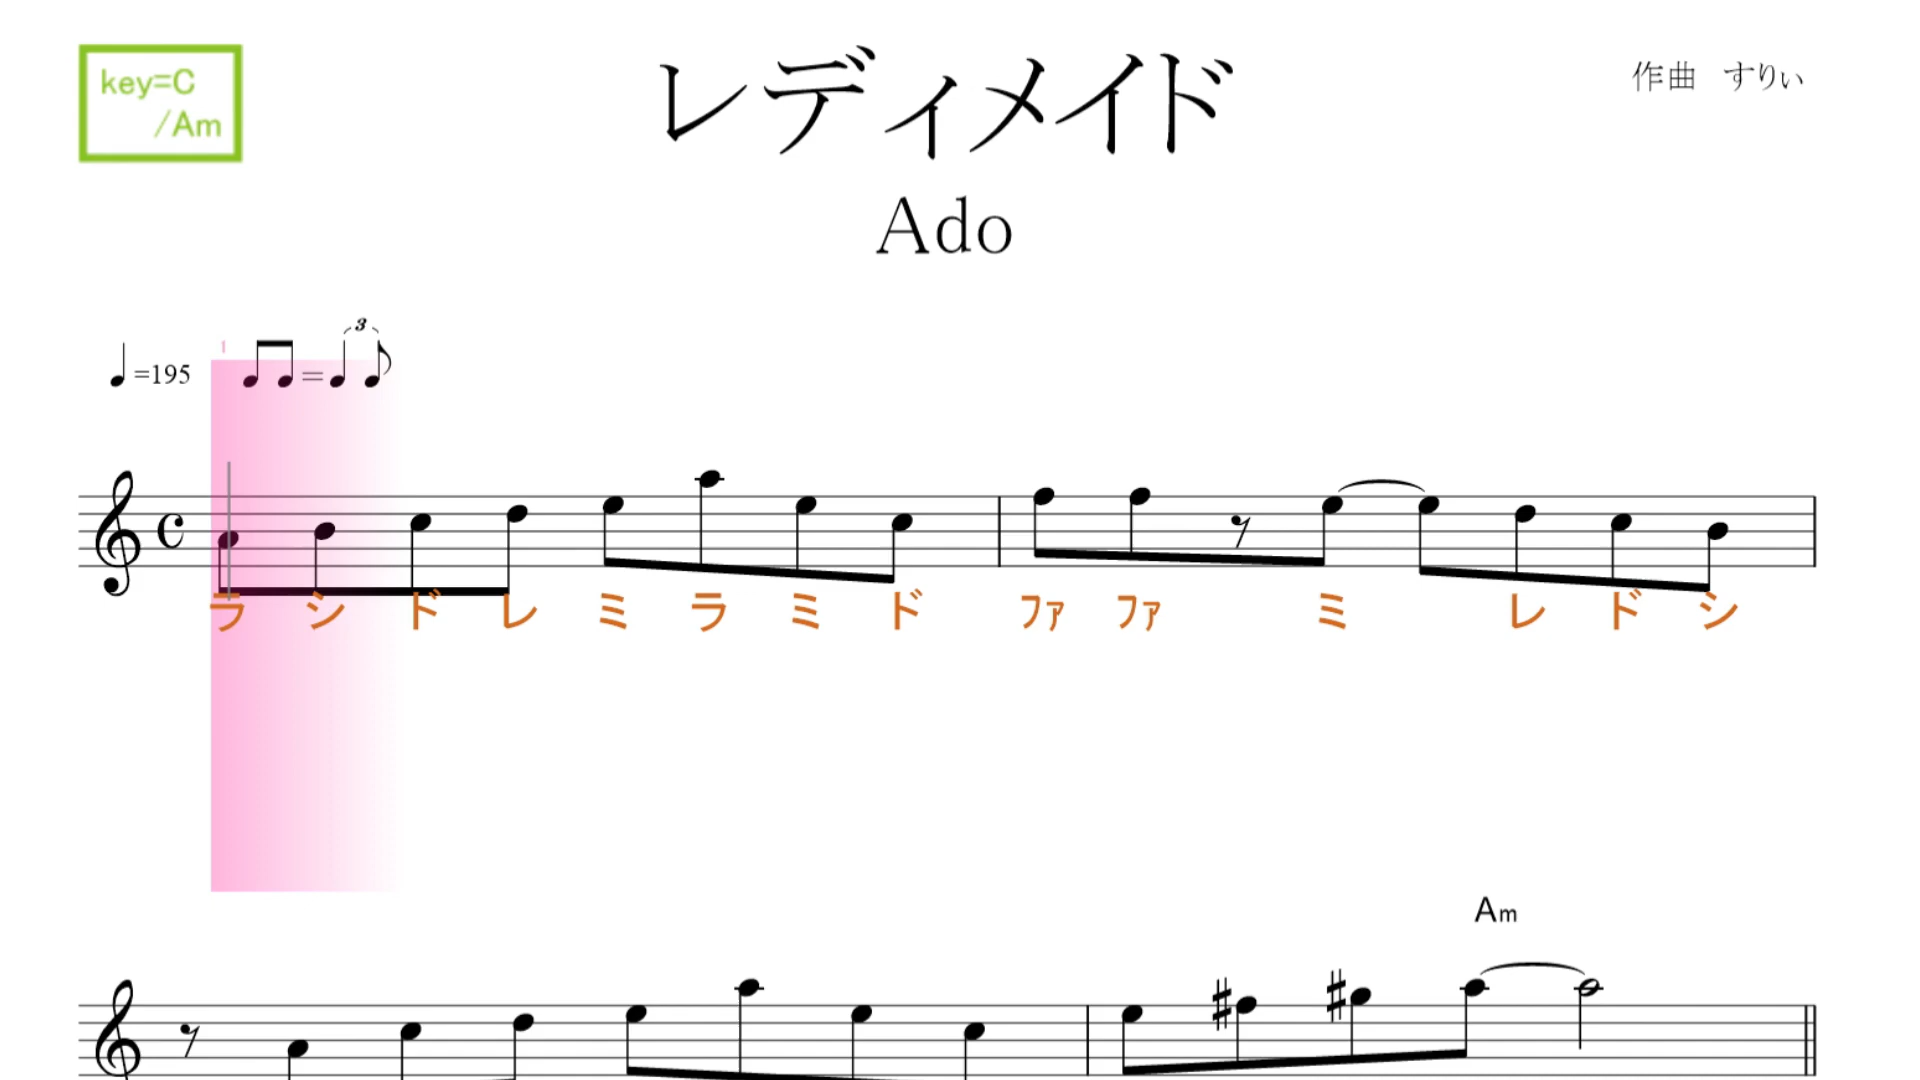 key=C
/Am
レディメイド
作曲 すりぃ
Ado
=195
1
3
=
ラ シ ド レ ミ ラ ミ ド ファ ファ ミ レ ド シ
Am